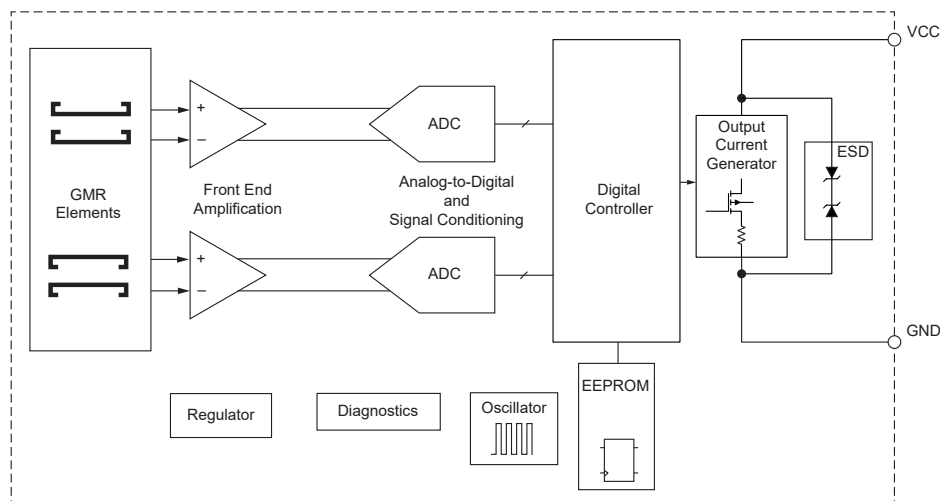 VCC
GMR
Elements
+
−
Front End
Amplification
+
−
ADC
Analog-to-Digital
and
Signal Conditioning
ADC
Digital
Controller
Output
Current
Generator
ESD
GND
Regulator
Diagnostics
Oscillator
EEPROM